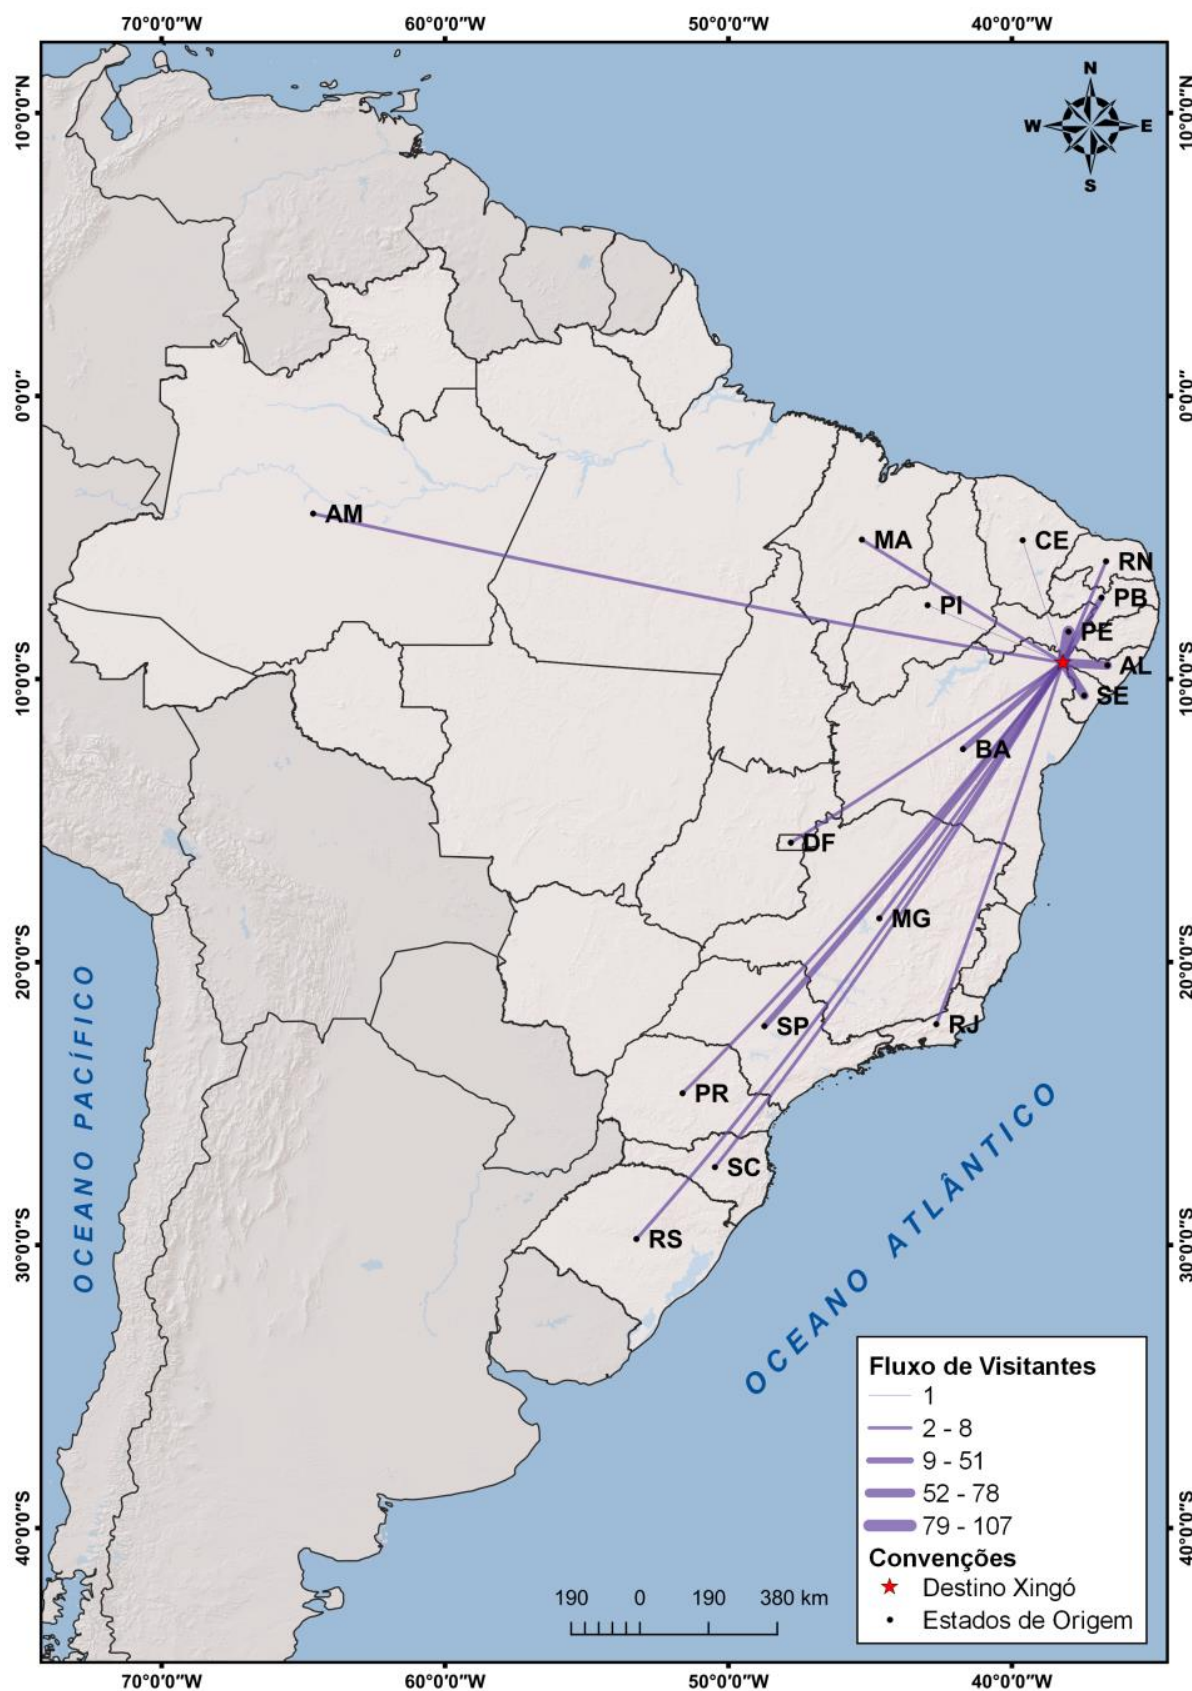 70°0'0"W 60°0'0"W 50°0'0"W 40°0'0"W
10°0'0"N
10°0'0"N
N
W E
S
0°0'0"
0°0'0"
AM
MA
CE
RN
PI
PB
PE
AL
10°0'0"S
10°0'0"S
SE
BA
DF
MG
20°0'0"S
20°0'0"S
SP
RJ
PR
SC
RS
30°0'0"S
30°0'0"S
OCEANO PACÍFICO
OCEANO ATLÂNTICO
40°0'0"S
40°0'0"S
Fluxo de Visitantes
1
2 - 8
9 - 51
52 - 78
79 - 107
Convenções
Destino Xingó
Estados de Origem
190 0 190 380 km
70°0'0"W 60°0'0"W 50°0'0"W 40°0'0"W